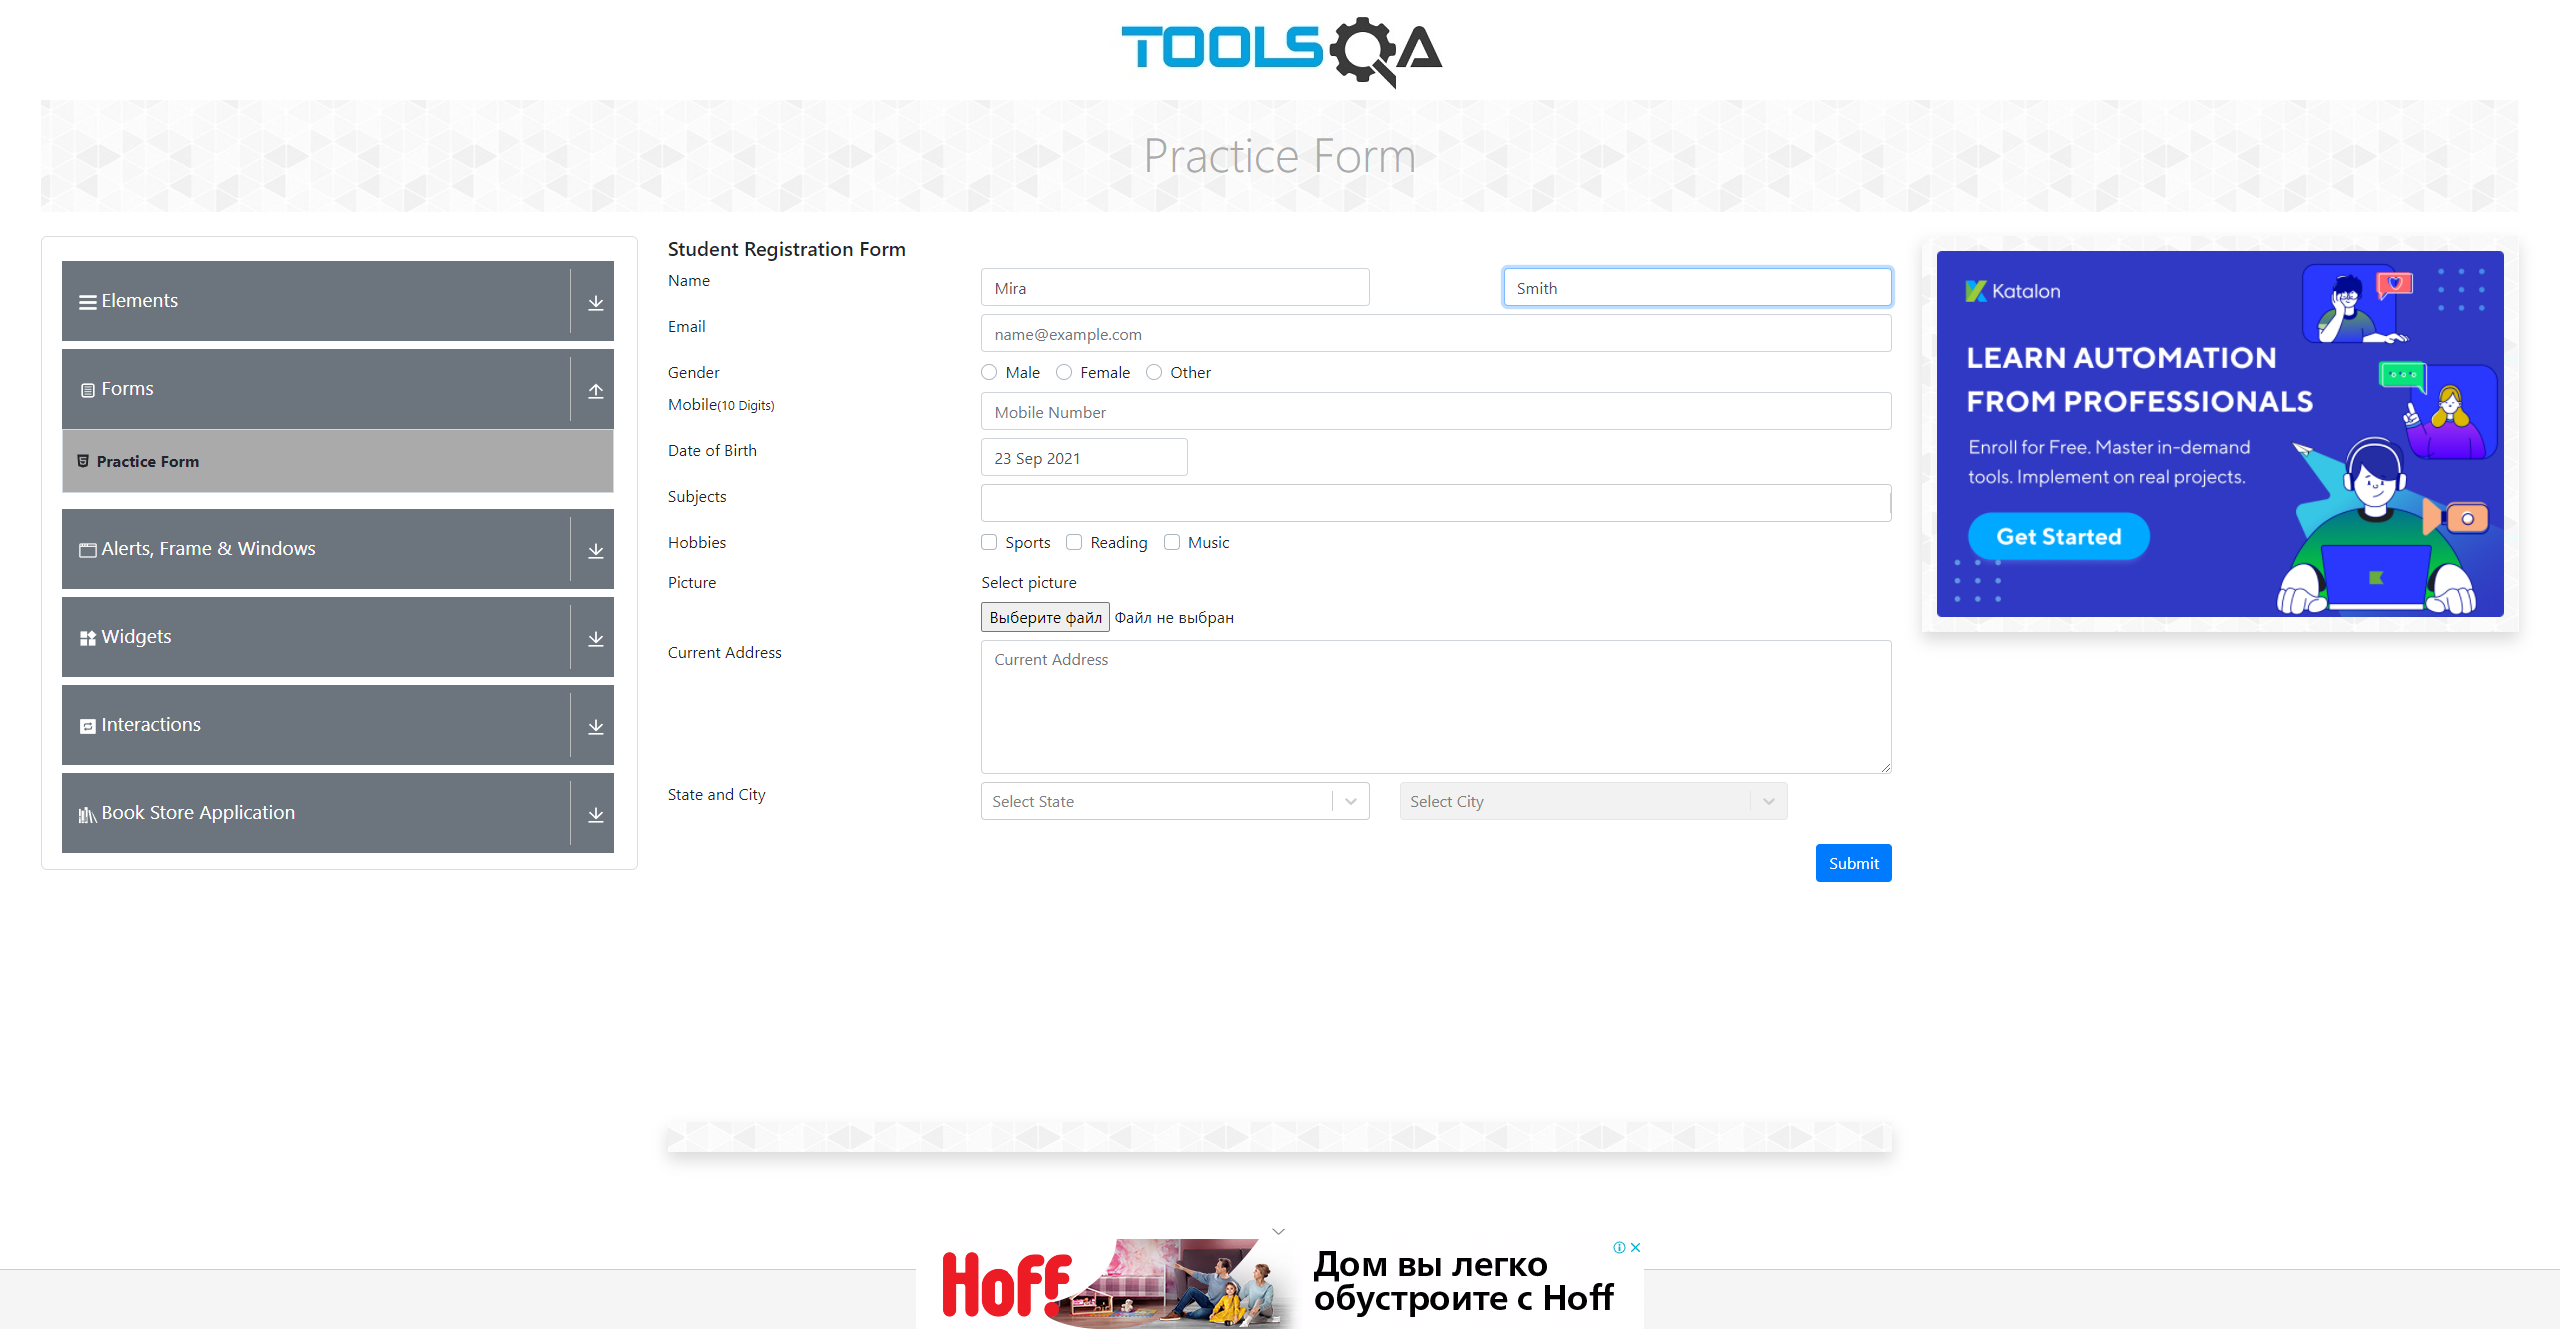 TOOLSQA
Practice Form
Elements
Forms
Practice Form
Alerts, Frame & Windows
Widgets
Interactions
Book Store Application
Student Registration Form
Name
Mira
Smith
Email
name@example.com
Gender
Male
Female
Other
Mobile(10 Digits)
Mobile Number
Date of Birth
23 Sep 2021
Subjects
Hobbies
Sports
Reading
Music
Picture
Select picture
Выберите файл Файл не выбран
Current Address
Current Address
State and City
Select State
Select City
Submit
Katalon
LEARN AUTOMATION
FROM PROFESSIONALS
Enroll for Free. Master in-demand
tools. Implement on real projects.
Get Started
Hoff
Дом вы легко
обустроите с Hoff